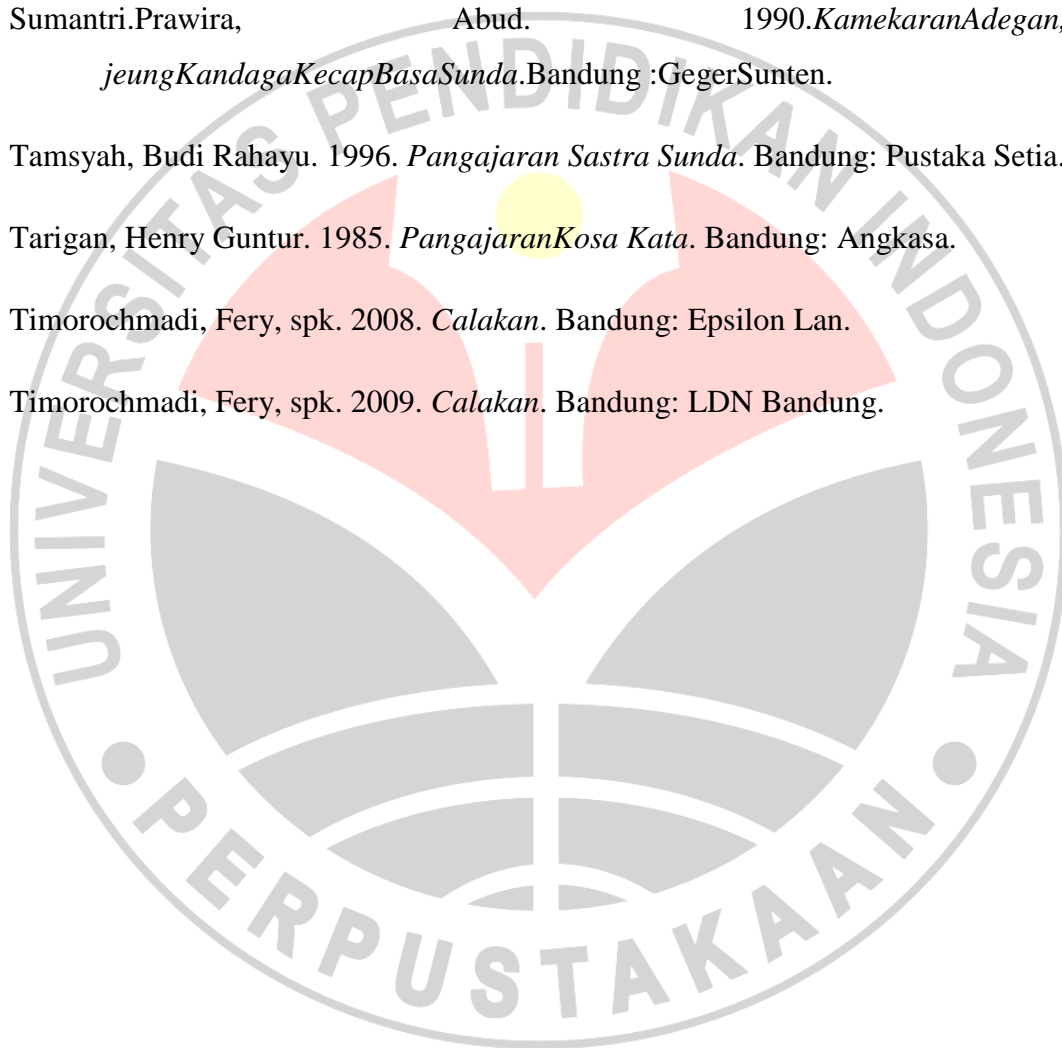 Sumantri.Prawira, Abud. 1990.KamekaranAdegan,
jeungKandagaKecapBasaSunda.Bandung :GegerSunten.
Tamsyah, Budi Rahayu. 1996. Pangajaran Sastra Sunda. Bandung: Pustaka Setia.
Tarigan, Henry Guntur. 1985. PangajaranKosa Kata. Bandung: Angkasa.
Timorochmadi, Fery, spk. 2008. Calakan. Bandung: Epsilon Lan.
Timorochmadi, Fery, spk. 2009. Calakan. Bandung: LDN Bandung.
UNIVERSITAS PENDIDIKAN INDONESIA
PERPUSTAKAAN